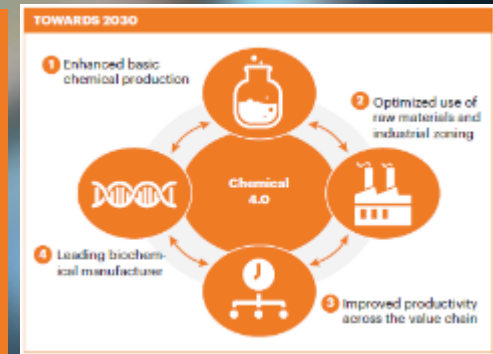 TOWARDS 2030
1 Enhanced basic
chemical production
2 Optimized use of
raw materials and
industrial zoning
Chemical
4.0
4 Leading biochem-
ical manufacturer
3 Improved productivity
across the value chain